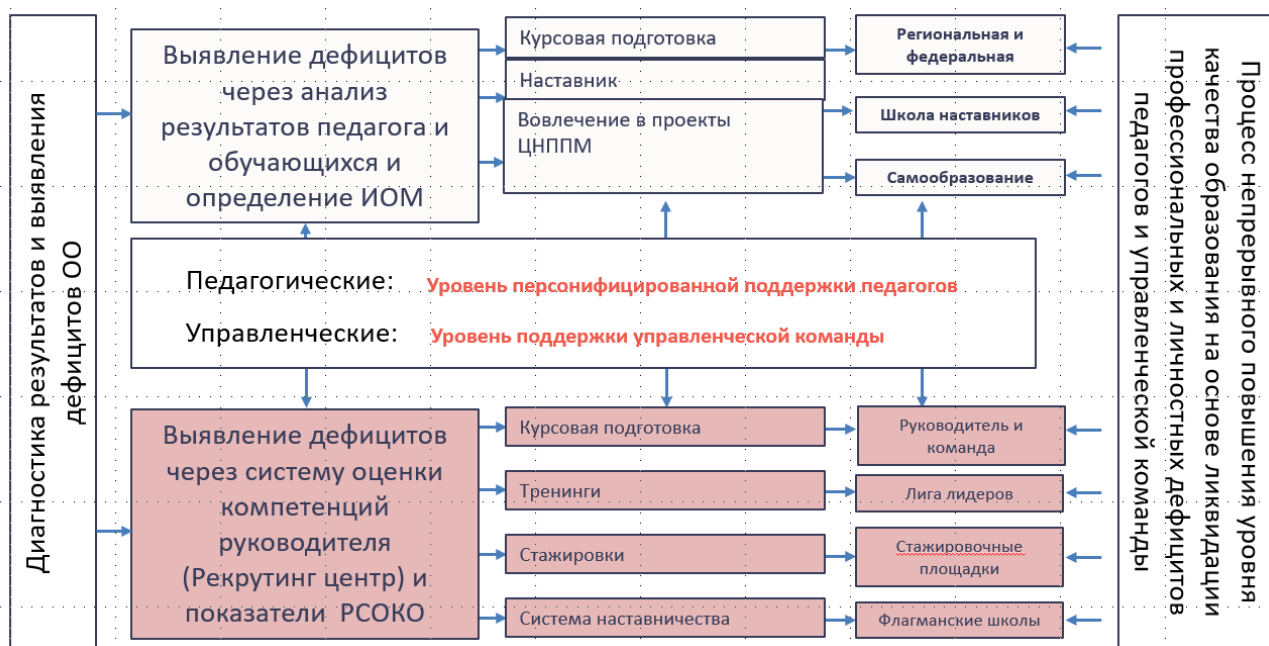 Диагностика результатов и выявления
дефицитов ОО
Выявление дефицитов
через анализ
результатов педагога и
обучающихся и
определение ИОМ
Курсовая подготовка
Наставник
Вовлечение в проекты
ЦНППМ
Региональная и
федеральная
Школа наставников
Самообразование
Педагогические: Уровень персонифицированной поддержки педагогов
Управленческие: Уровень поддержки управленческой команды
Выявление дефицитов
через систему оценки
компетенций
руководителя
(Рекрутинг центр) и
показатели РСОКО
Курсовая подготовка
Тренинги
Стажировки
Система наставничества
Руководитель и
команда
Лига лидеров
Стажировочные
площадки
Флагманские школы
Процесс непрерывного повышения уровня
качества образования на основе ликвидации
профессиональных и личностных дефицитов
педагогов и управленческой команды